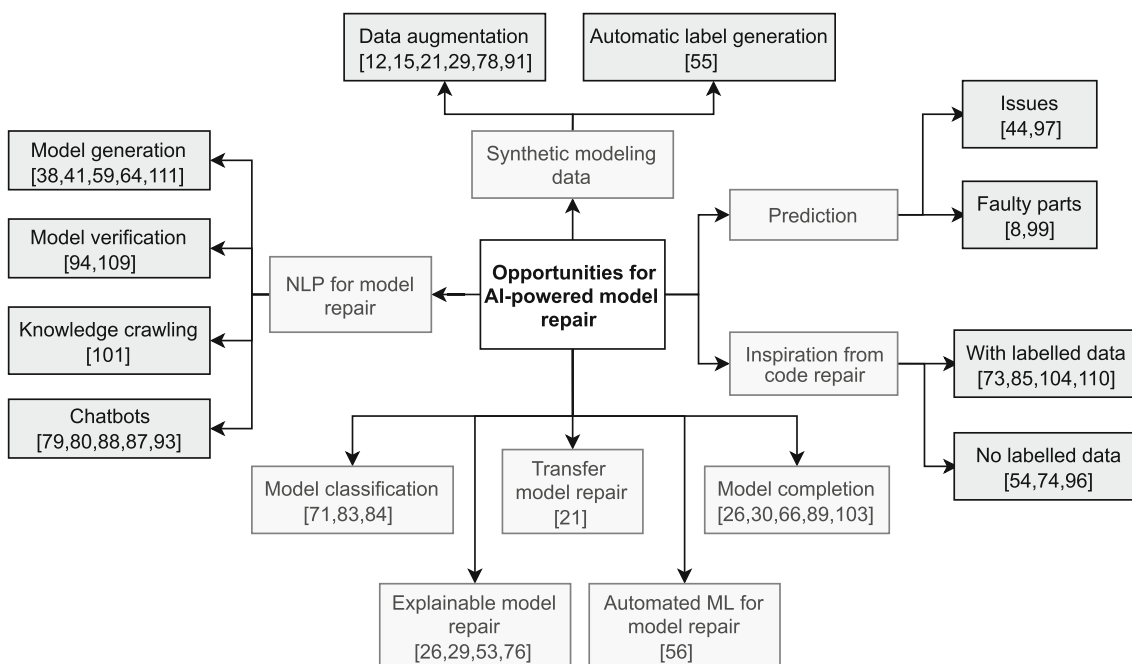 Data augmentation
[12,15,21,29,78,91]
Automatic label generation
[55]
Issues
[44,97]
Model generation
[38,41,59,64,111]
Synthetic modeling
data
Prediction
Faulty parts
[8,99]
Model verification
[94,109]
NLP for model
repair
Opportunities for
AI-powered model
repair
Knowledge crawling
[101]
Inspiration from
code repair
With labelled data
[73,85,104,110]
Chatbots
[79,80,88,87,93]
No labelled data
[54,74,96]
Model classification
[71,83,84]
Transfer
model repair
[21]
Model completion
[26,30,66,89,103]
Explainable model
repair
[26,29,53,76]
Automated ML for
model repair
[56]